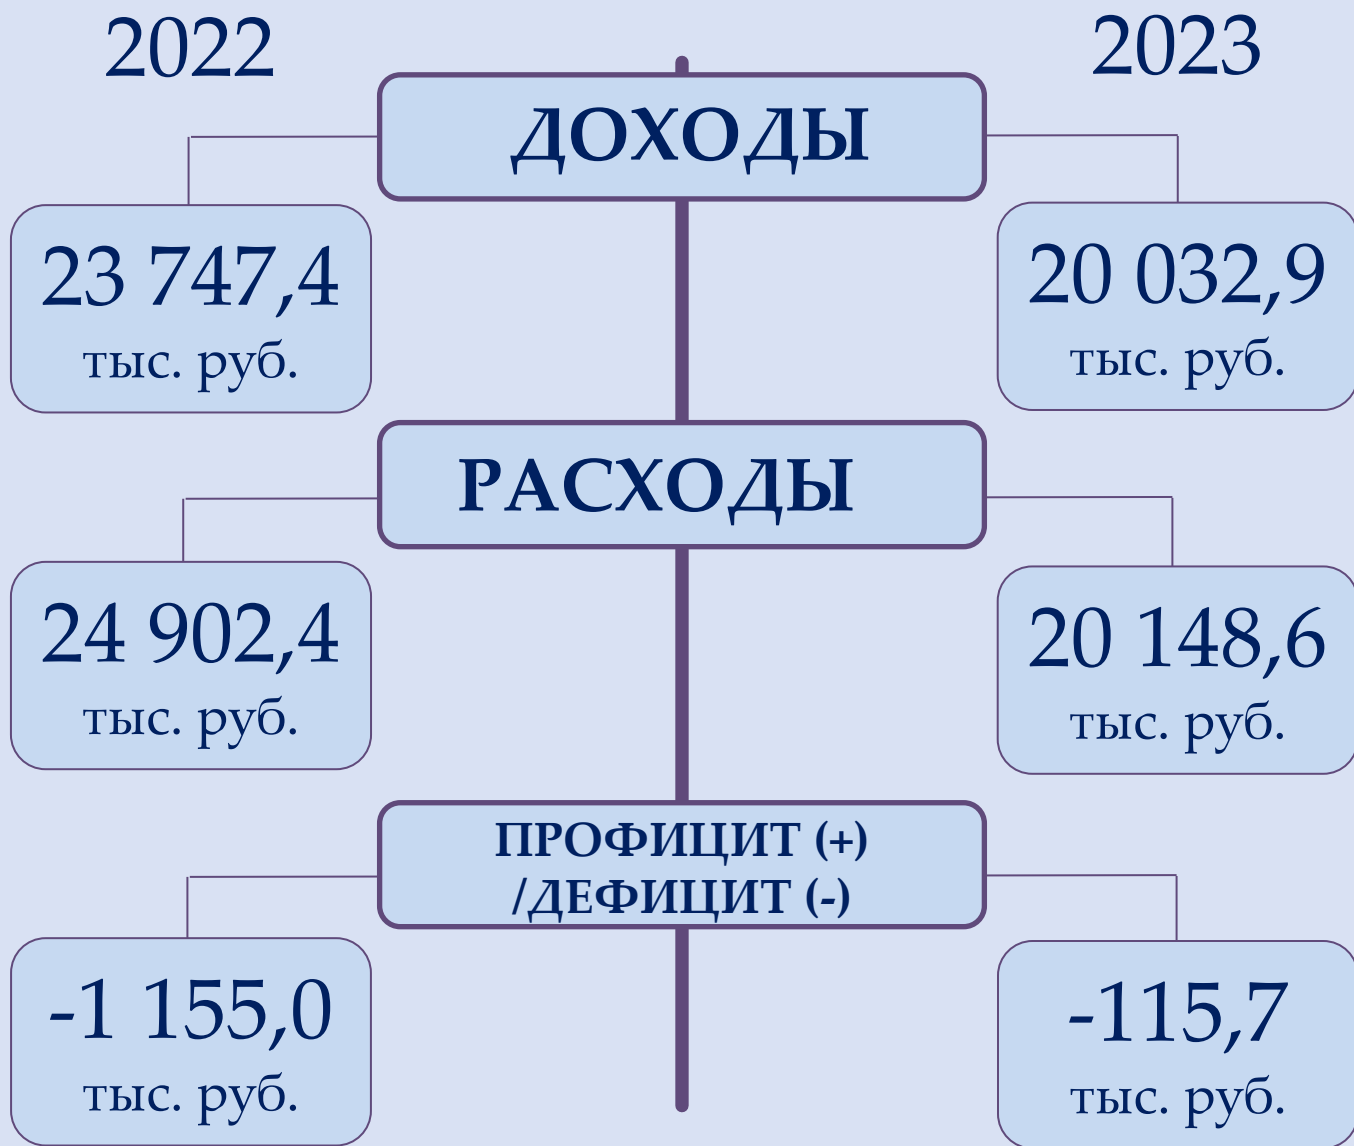 2022
2023
ДОХОДЫ
23 747,4
тыс. руб.
20 032,9
тыс. руб.
РАСХОДЫ
24 902,4
тыс. руб.
20 148,6
тыс. руб.
ПРОФИЦИТ (+)
/ДЕФИЦИТ (-)
-1 155,0
тыс. руб.
-115,7
тыс. руб.